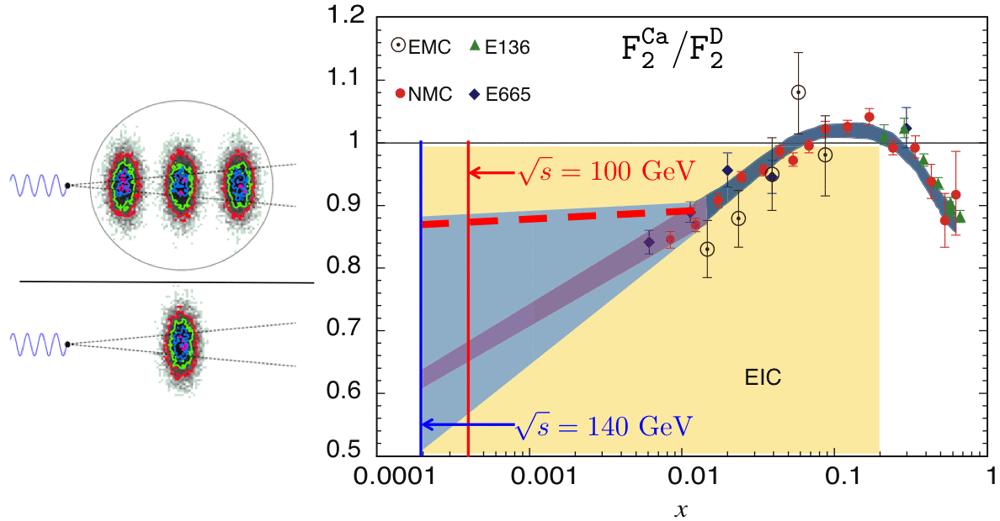 1.2
1.1
1
0.9
0.8
0.7
0.6
0.5
EMC E136
NMC E665
F₂ᶜᵃ/F₂ᴰ
√s = 100 GeV
EIC
√s = 140 GeV
0.0001 0.001 0.01 0.1 1
x